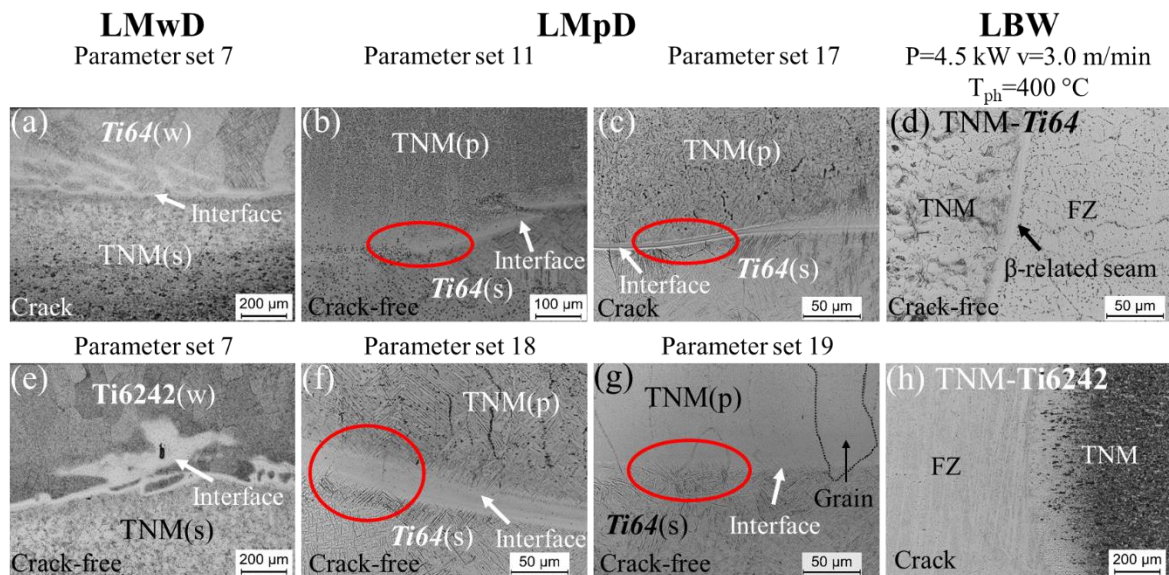 LMwD
LMpD
LBW
Parameter set 7
Parameter set 11
Parameter set 17
P=4.5 kW v=3.0 m/min
Tph=400 °C
(a)
Ti64(w)
Interface
TNM(s)
Crack
200 µm
(b)
TNM(p)
Interface
Ti64(s)
Crack-free
100 µm
(c)
TNM(p)
Interface
Ti64(s)
Crack
50 µm
(d) TNM-Ti64
TNM
FZ
β-related seam
Crack-free
50 µm
Parameter set 7
Parameter set 18
Parameter set 19
(e)
Ti6242(w)
Interface
TNM(s)
Crack-free
200 µm
(f)
TNM(p)
Interface
Ti64(s)
Crack-free
50 µm
(g)
TNM(p)
Grain
Ti64(s)
Interface
Crack-free
50 µm
(h) TNM-Ti6242
FZ
TNM
Crack
200 µm